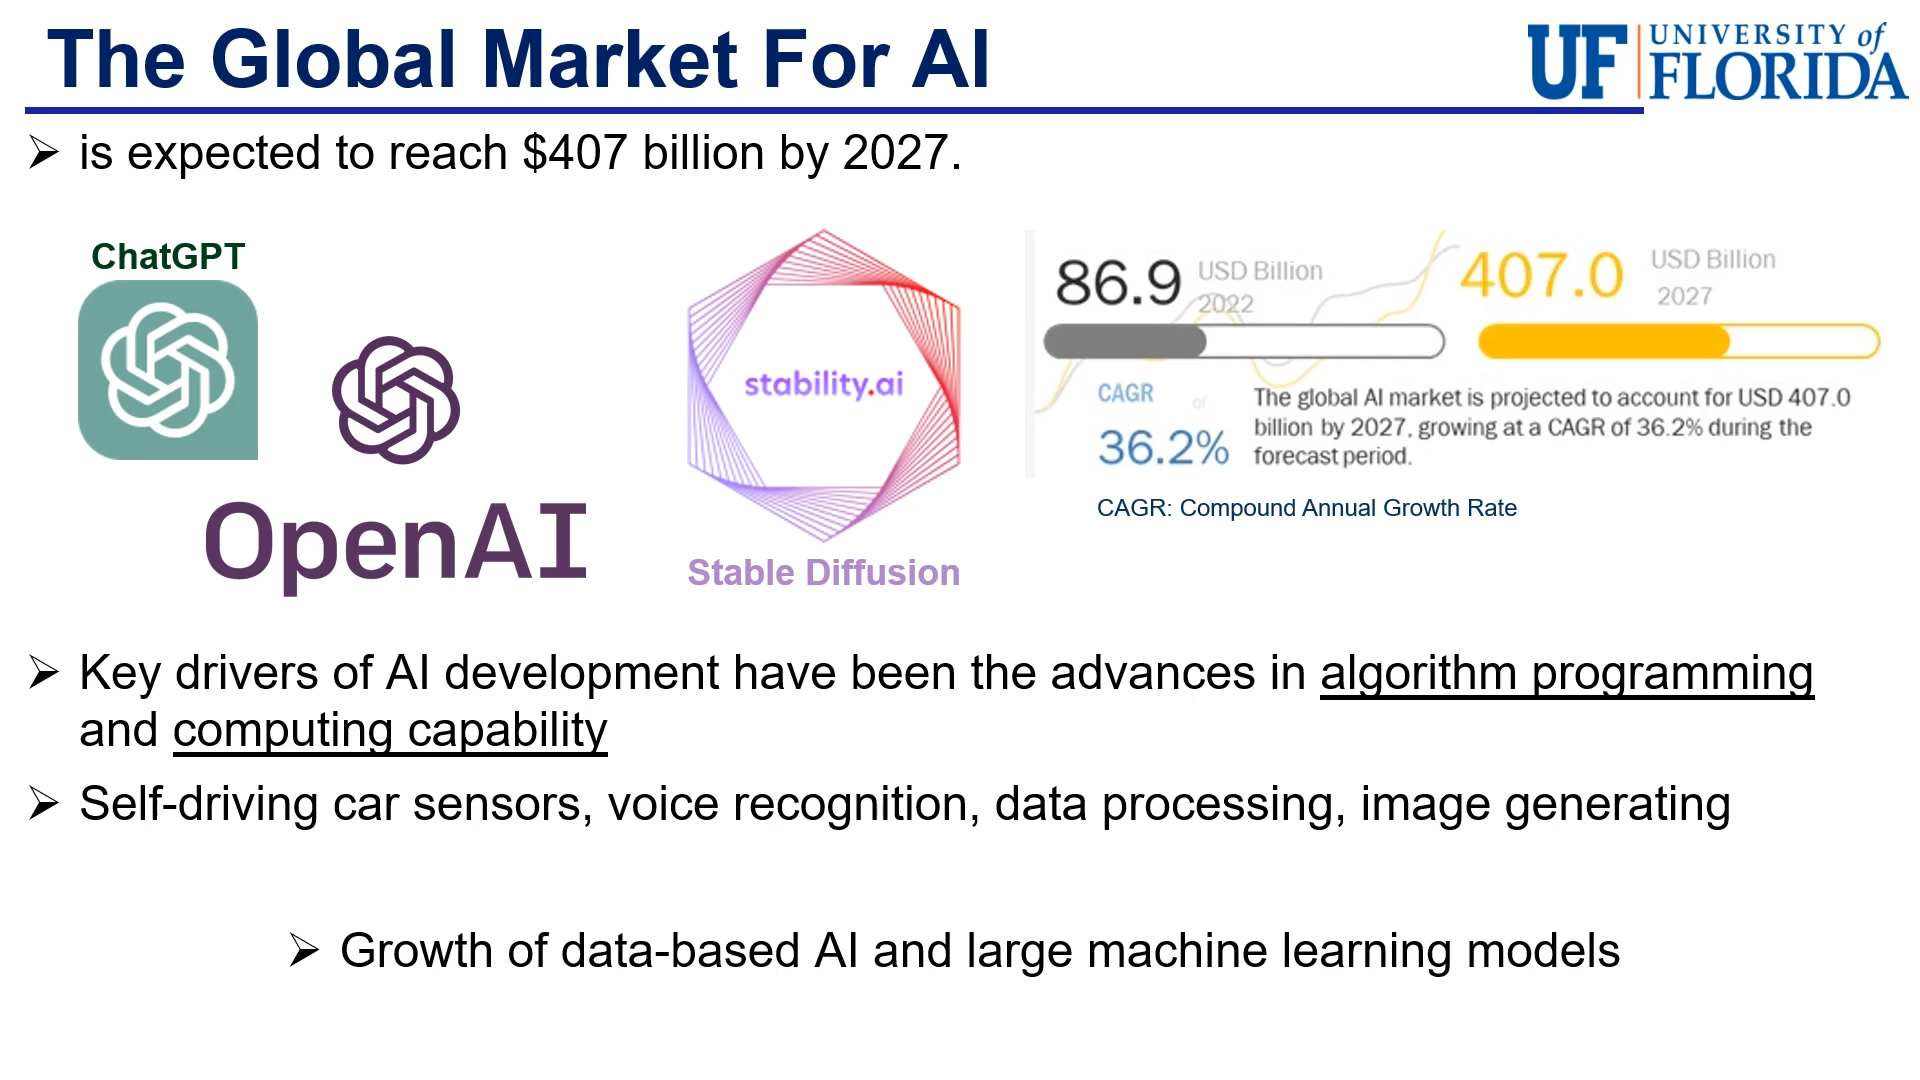 The Global Market For AI
UF UNIVERSITY of FLORIDA
➢ is expected to reach $407 billion by 2027.
ChatGPT
OpenAI
stability.ai
Stable Diffusion
86.9 USD Billion 2022
407.0 USD Billion 2027
CAGR
36.2%
or
The global AI market is projected to account for USD 407.0
billion by 2027, growing at a CAGR of 36.2% during the
forecast period.
CAGR: Compound Annual Growth Rate
➢ Key drivers of AI development have been the advances in algorithm programming
and computing capability
➢ Self-driving car sensors, voice recognition, data processing, image generating
➢ Growth of data-based AI and large machine learning models